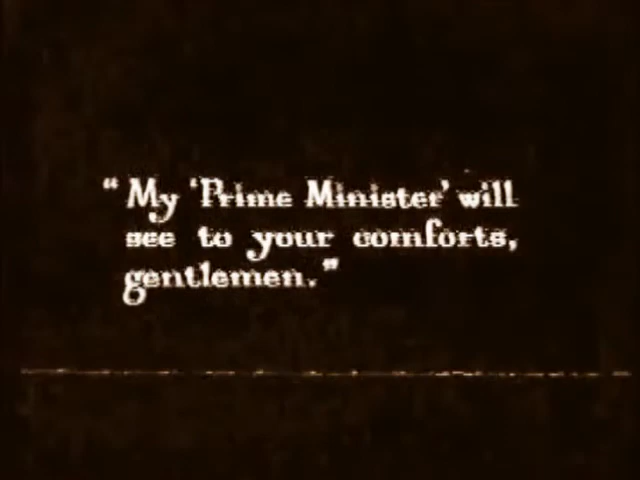 “My ‘Prime Minister’ will
see to your comforts,
gentlemen.”